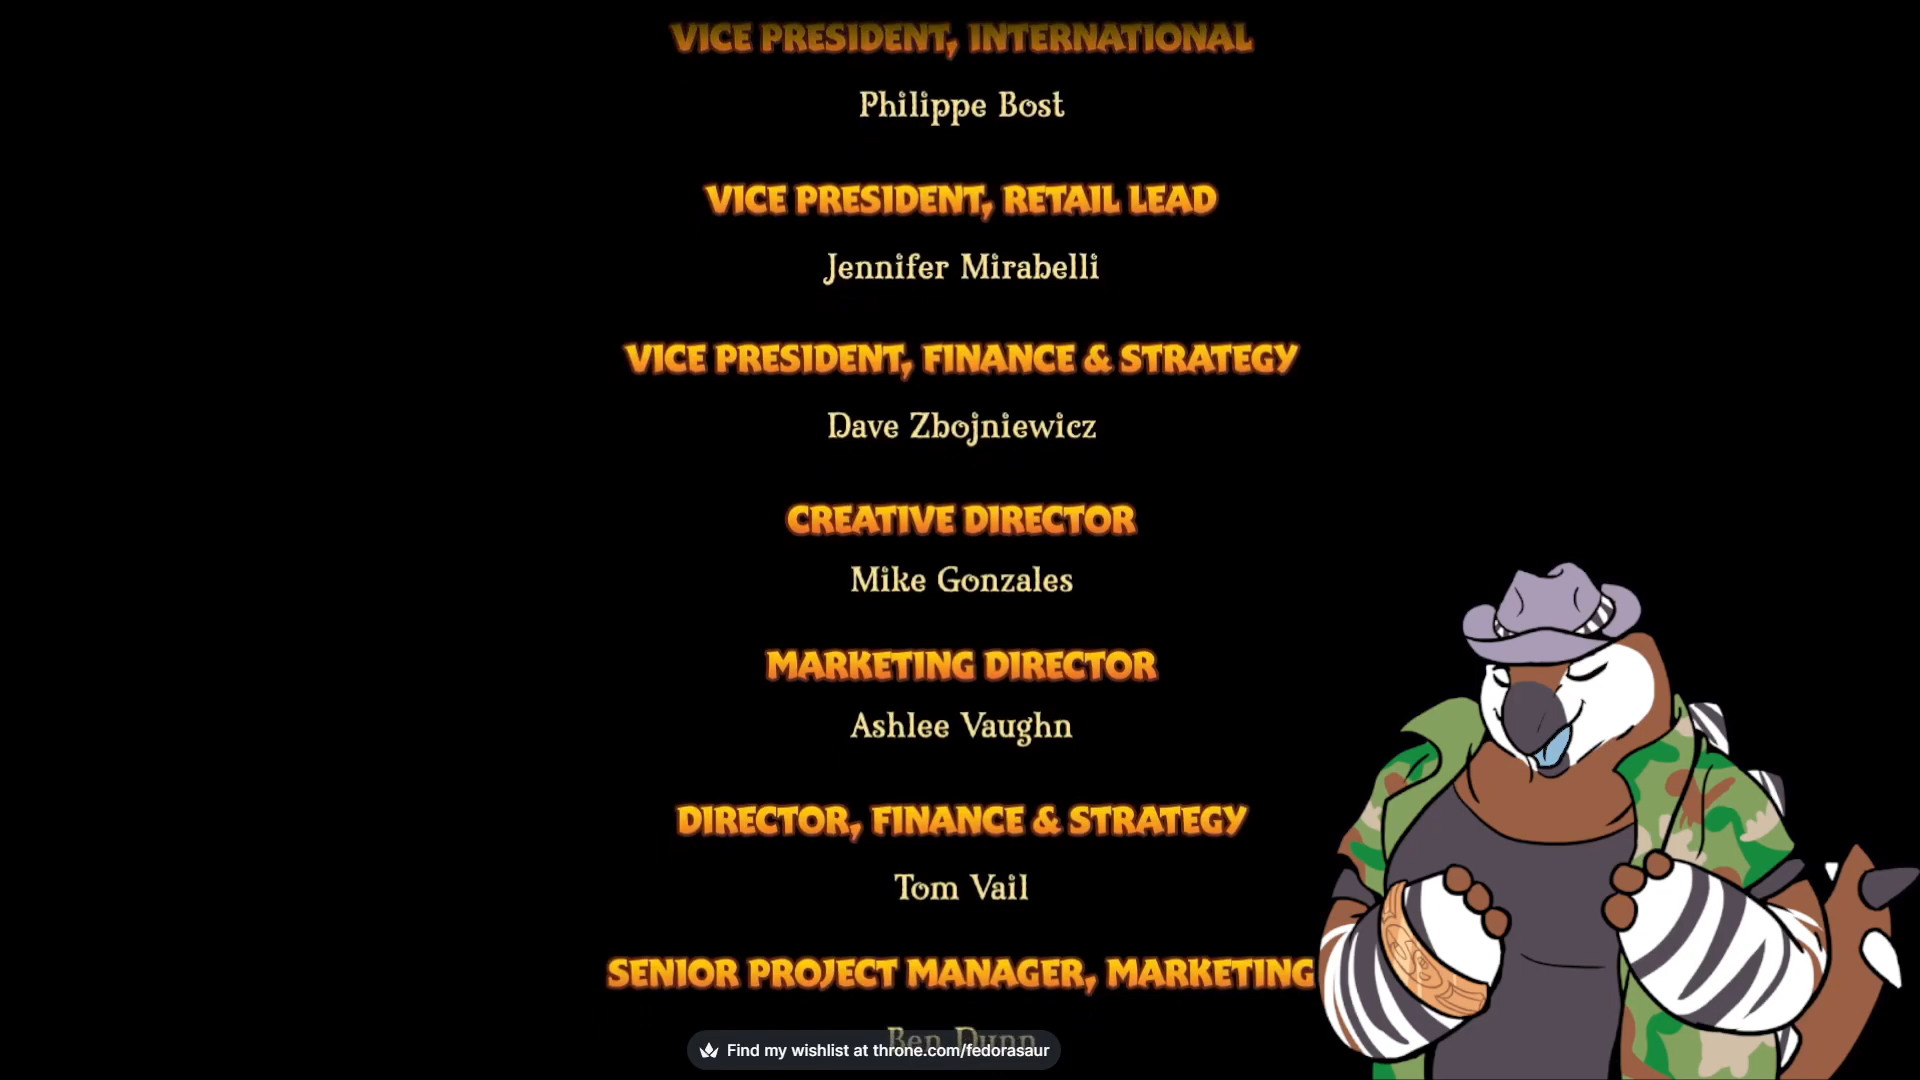 VICE PRESIDENT, INTERNATIONAL
Philippe Bost
VICE PRESIDENT, RETAIL LEAD
Jennifer Mirabelli
VICE PRESIDENT, FINANCE & STRATEGY
Dave Zbojniewicz
CREATIVE DIRECTOR
Mike Gonzales
MARKETING DIRECTOR
Ashlee Vaughn
DIRECTOR, FINANCE & STRATEGY
Tom Vail
SENIOR PROJECT MANAGER, MARKETING
Ben Dunn
Find my wishlist at throne.com/fedorasaur